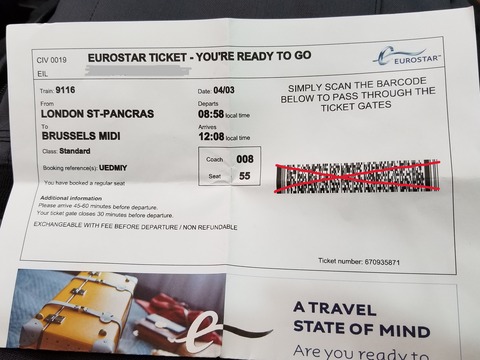 CIV 0019
EIL
EUROSTAR TICKET - YOU'RE READY TO GO
EUROSTAR™
Train: 9116
Date: 04/03
From
LONDON ST-PANCRAS
Departs
08:58 local time
To
BRUSSELS MIDI
Arrives
12:08 local time
Class: Standard
Coach 008
Seat 55
Booking reference(s): UEDMIY
You have booked a regular seat
Additional information
Please arrive 45-60 minutes before departure.
Your ticket gate closes 30 minutes before departure.
EXCHANGEABLE WITH FEE BEFORE DEPARTURE / NON REFUNDABLE
SIMPLY SCAN THE BARCODE
BELOW TO PASS THROUGH THE
TICKET GATES
Ticket number: 670935871
A TRAVEL
STATE OF MIND
Are you ready to